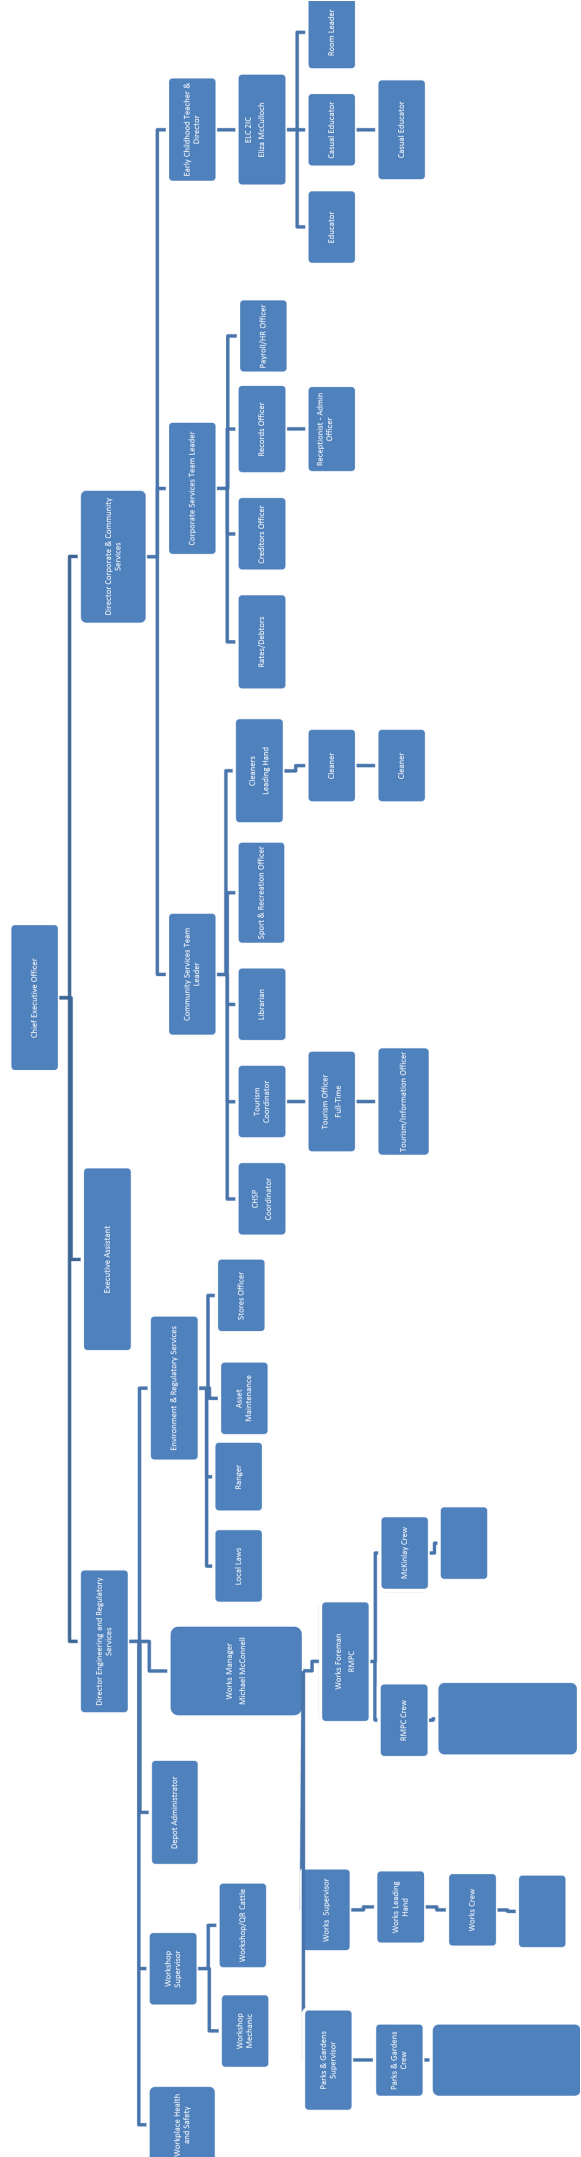 Chief Executive Officer
Director Engineering and Regulatory
Services
Executive Assistant
Director Corporate & Community
Services
Workplace Health
and Safety
Workshop
Supervisor
Workshop
Mechanic
Workshop/QR Cattle
Depot Administrator
Works Manager
Michael McConnell
Parks & Gardens
Supervisor
Parks & Gardens
Crew
Works Supervisor
Works Leading
Hand
Works Crew
Works Foreman
RMPC
RMPC Crew
McKinlay Crew
Environment & Regulatory Services
Local Laws
Ranger
Asset
Maintenance
Stores Officer
Community Services Team
Leader
CHSP
Coordinator
Tourism
Coordinator
Tourism Officer
Full-Time
Tourism/Information Officer
Librarian
Sport & Recreation Officer
Cleaners
Leading Hand
Cleaner
Cleaner
Corporate Services Team Leader
Rates/Debtors
Creditors Officer
Records Officer
Receptionist - Admin
Officer
Payroll/HR Officer
Early Childhood Teacher &
Director
ELC 2IC
Eliza McCulloch
Educator
Casual Educator
Casual Educator
Room Leader